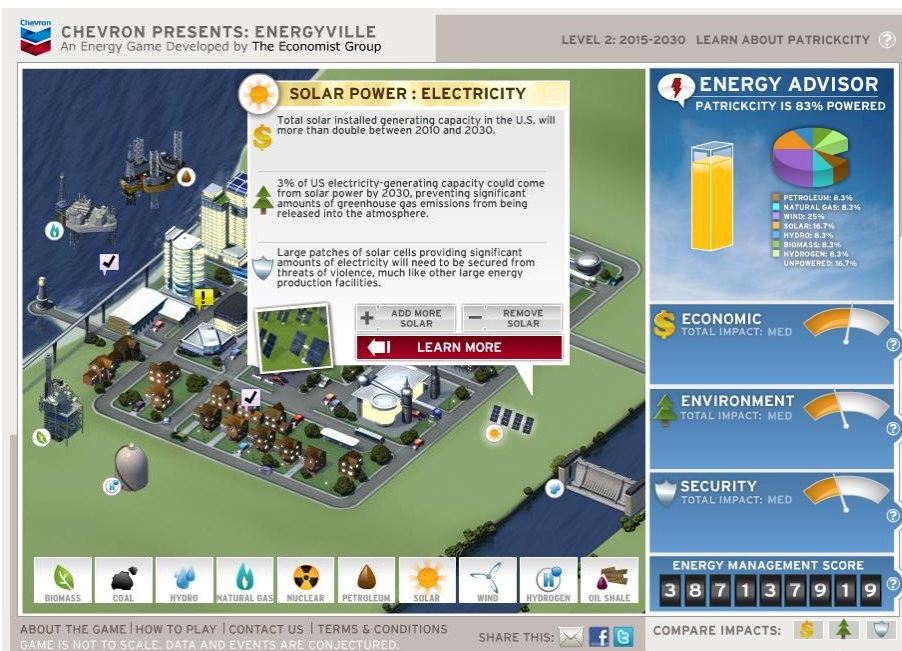 Chevron
CHEVRON PRESENTS: ENERGYVILLE
An Energy Game Developed by The Economist Group
LEVEL 2: 2015-2030 LEARN ABOUT PATRICKCITY ?
SOLAR POWER : ELECTRICITY
Total solar installed generating capacity in the U.S. will
more than double between 2010 and 2030.
3% of US electricity-generating capacity could come
from solar power by 2030, preventing significant
amounts of greenhouse gas emissions from being
released into the atmosphere.
Large patches of solar cells providing significant
amounts of electricity will need to be secured from
threats of violence, much like other large energy
production facilities.
+ ADD MORE
SOLAR
- REMOVE
SOLAR
LEARN MORE
ENERGY ADVISOR
PATRICKCITY IS 83% POWERED
PETROLEUM: 8.3%
NATURAL GAS: 8.3%
WIND: 25%
SOLAR: 16.7%
HYDRO: 8.3%
BIOMASS: 8.3%
HYDROGEN: 8.3%
UNPOWERED: 16.7%
$ ECONOMIC
TOTAL IMPACT: MED
?
ENVIRONMENT
TOTAL IMPACT: MED
?
SECURITY
TOTAL IMPACT: MED
?
ENERGY MANAGEMENT SCORE
387137919
?
BIOMASS
COAL
HYDRO
NATURAL GAS
NUCLEAR
PETROLEUM
SOLAR
WIND
HYDROGEN
OIL SHALE
ABOUT THE GAME | HOW TO PLAY | CONTACT US | TERMS & CONDITIONS
GAME IS NOT TO SCALE. DATA AND EVENTS ARE CONJECTURED.
SHARE THIS:
COMPARE IMPACTS: $